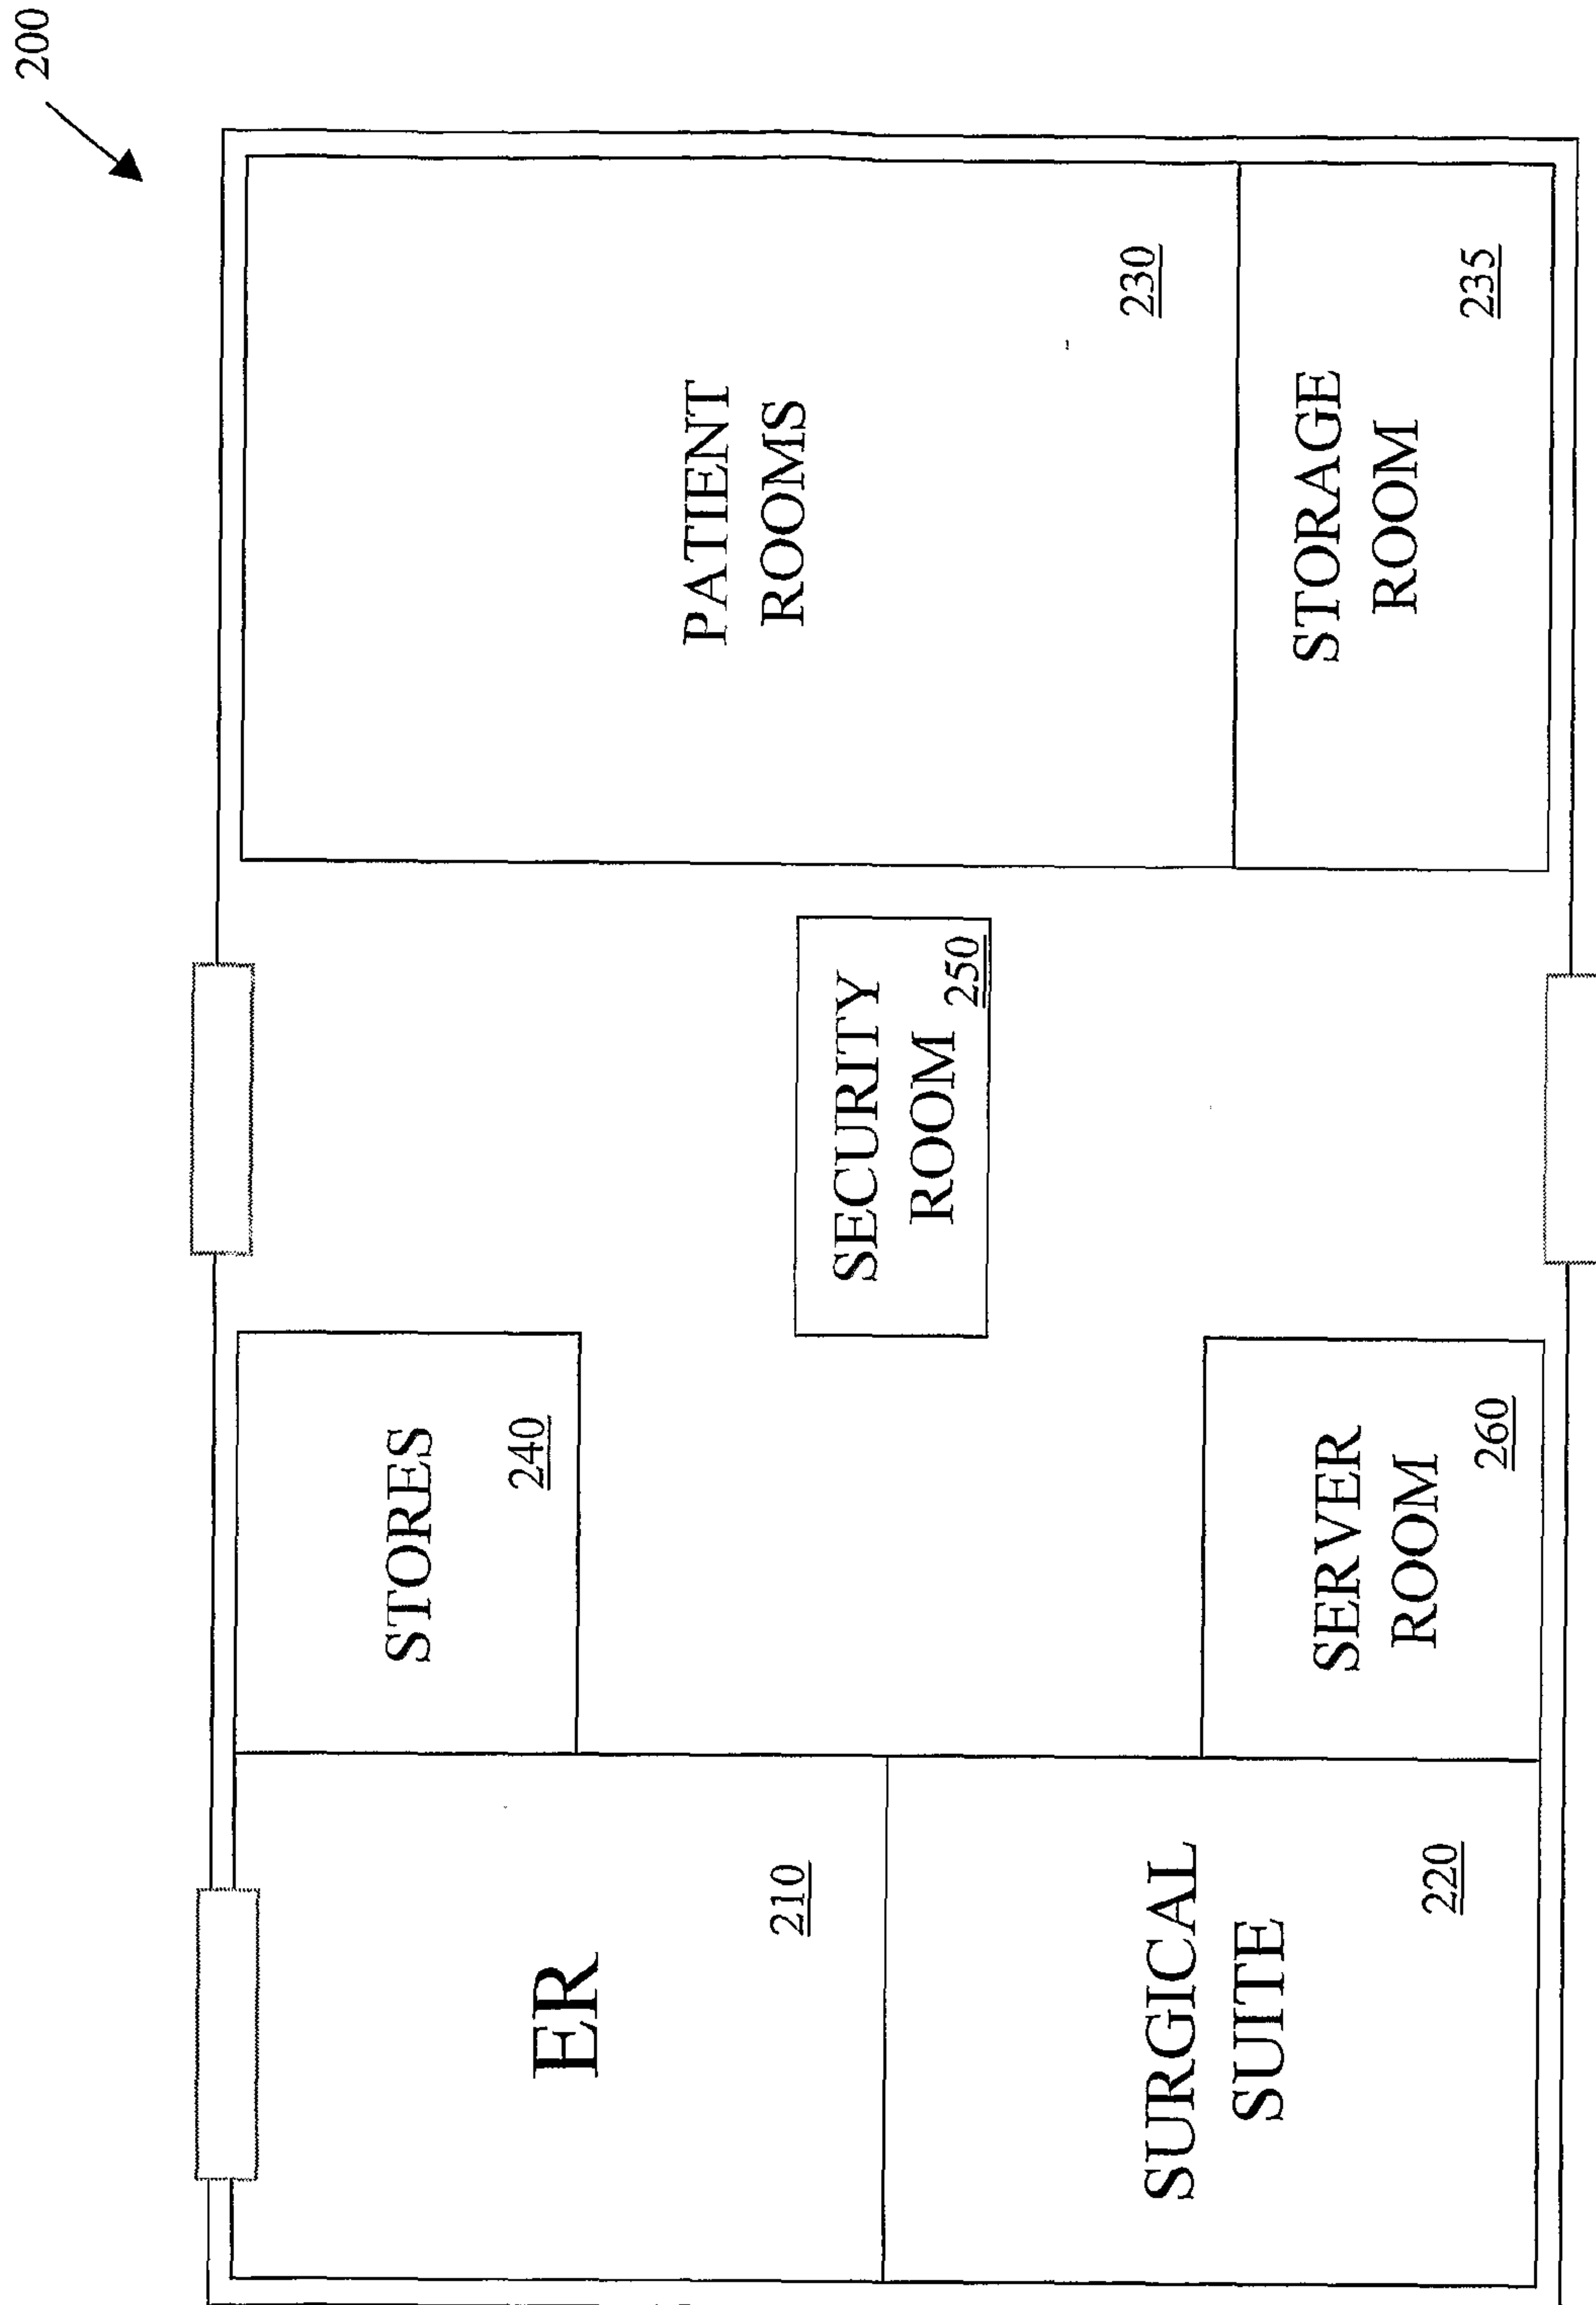 200
ER
210
STORES
240
PATIENT
ROOMS
230
SECURITY
ROOM
250
SURGICAL
SUITE
220
SERVER
ROOM
260
STORAGE
ROOM
235